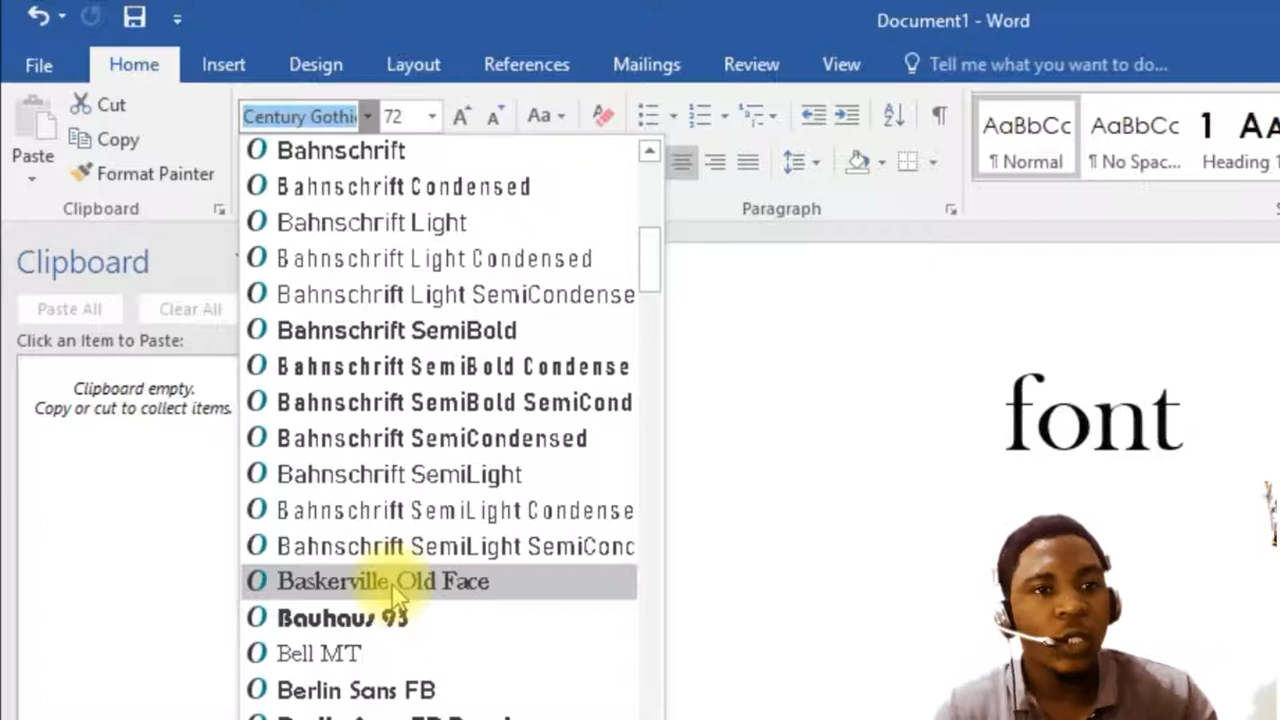 Document1 - Word
File Home Insert Design Layout References Mailings Review View Tell me what you want to do...
Cut
Copy
Paste
Format Painter
Clipboard
Century Gothi 72 Aa
Paragraph
AaBbCc AaBbCc 1 AA
¶ Normal ¶ No Spac... Heading 1
Clipboard
Paste All Clear All
Click an Item to Paste:
Clipboard empty.
Copy or cut to collect items.
O Bahnschrift
O Bahnschrift Condensed
O Bahnschrift Light
O Bahnschrift Light Condensed
O Bahnschrift Light SemiCondense
O Bahnschrift SemiBold
O Bahnschrift SemiBold Condense
O Bahnschrift SemiBold SemiCond
O Bahnschrift SemiCondensed
O Bahnschrift SemiLight
O Bahnschrift SemiLight Condense
O Bahnschrift SemiLight SemiConc
O Baskerville Old Face
O Bauhaus 93
O Bell MT
O Berlin Sans FB
font